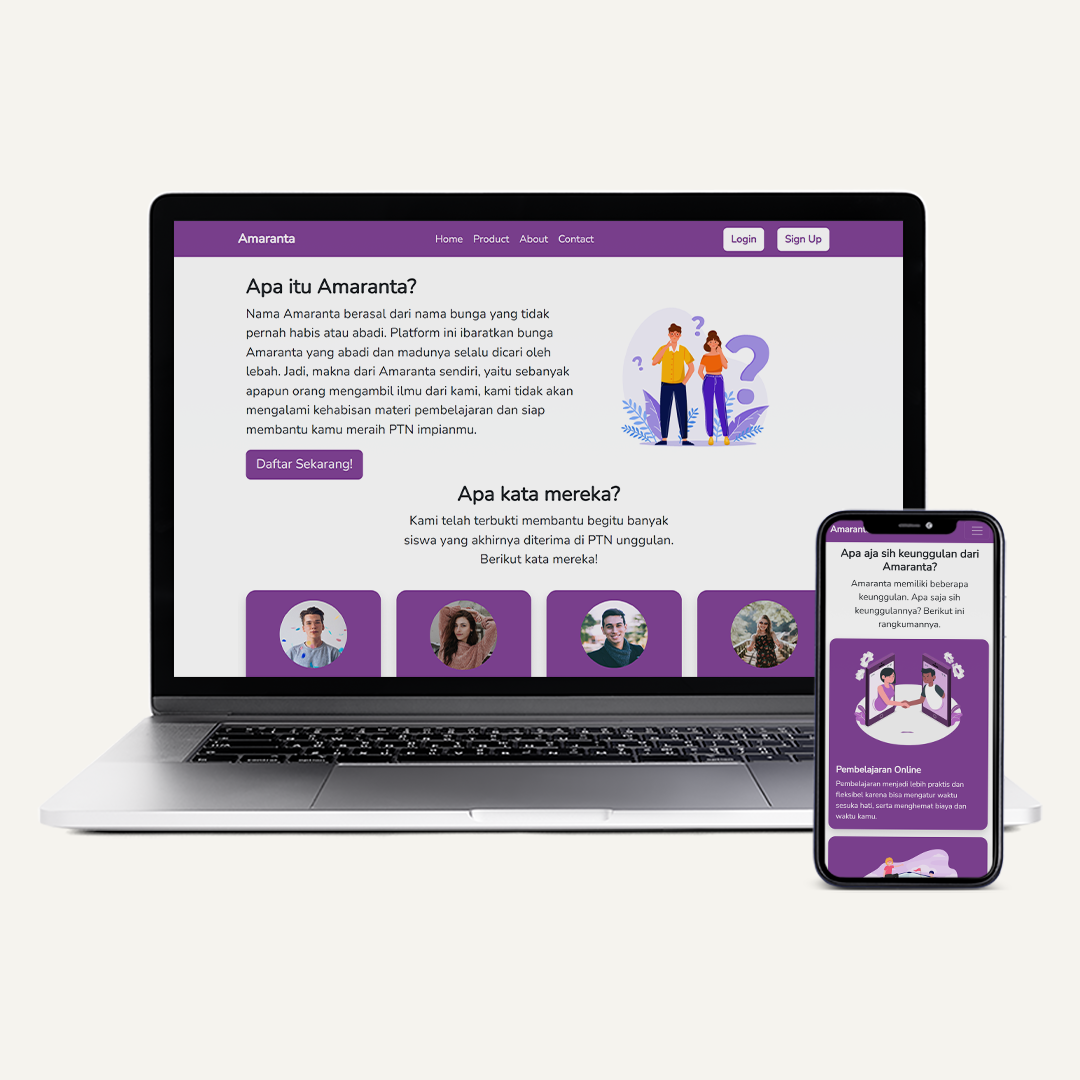 Amaranta
Home Product About Contact
Login
Sign Up
Apa itu Amaranta?
Nama Amaranta berasal dari nama bunga yang tidak
pernah habis atau abadi. Platform ini ibaratkan bunga
Amaranta yang abadi dan madunya selalu dicari oleh
lebah. Jadi, makna dari Amaranta sendiri, yaitu sebanyak
apapun orang mengambil ilmu dari kami, kami tidak akan
mengalami kehabisan materi pembelajaran dan siap
membantu kamu meraih PTN impianmu.
Daftar Sekarang!
Apa kata mereka?
Kami telah terbukti membantu begitu banyak
siswa yang akhirnya diterima di PTN unggulan.
Berikut kata mereka!
Apa aja sih keunggulan dari
Amaranta?
Amaranta memiliki beberapa
keunggulan. Apa saja sih
keunggulannya? Berikut ini
rangkumannya.
Pembelajaran Online
Pembelajaran menjadi lebih praktis dan
fleksibel karena bisa mengatur waktu
sesuka hati, serta menghemat biaya dan
waktu kamu.